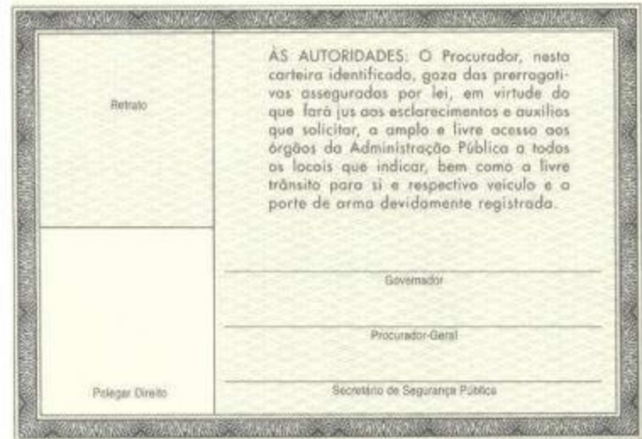 Retrato
ÀS AUTORIDADES: O Procurador, nesta
carteira identificado, goza das prerrogati-
vas asseguradas por lei, em virtude do
que fará jus aos esclarecimentos e auxílios
que solicitar, a amplo e livre acesso aos
órgãos da Administração Pública a todos
os locais que indicar, bem como a livre
trânsito para si e respectivo veículo e a
porte de arma devidamente registrada.
Governador
Procurador-Geral
Polegar Direito
Secretário de Segurança Pública